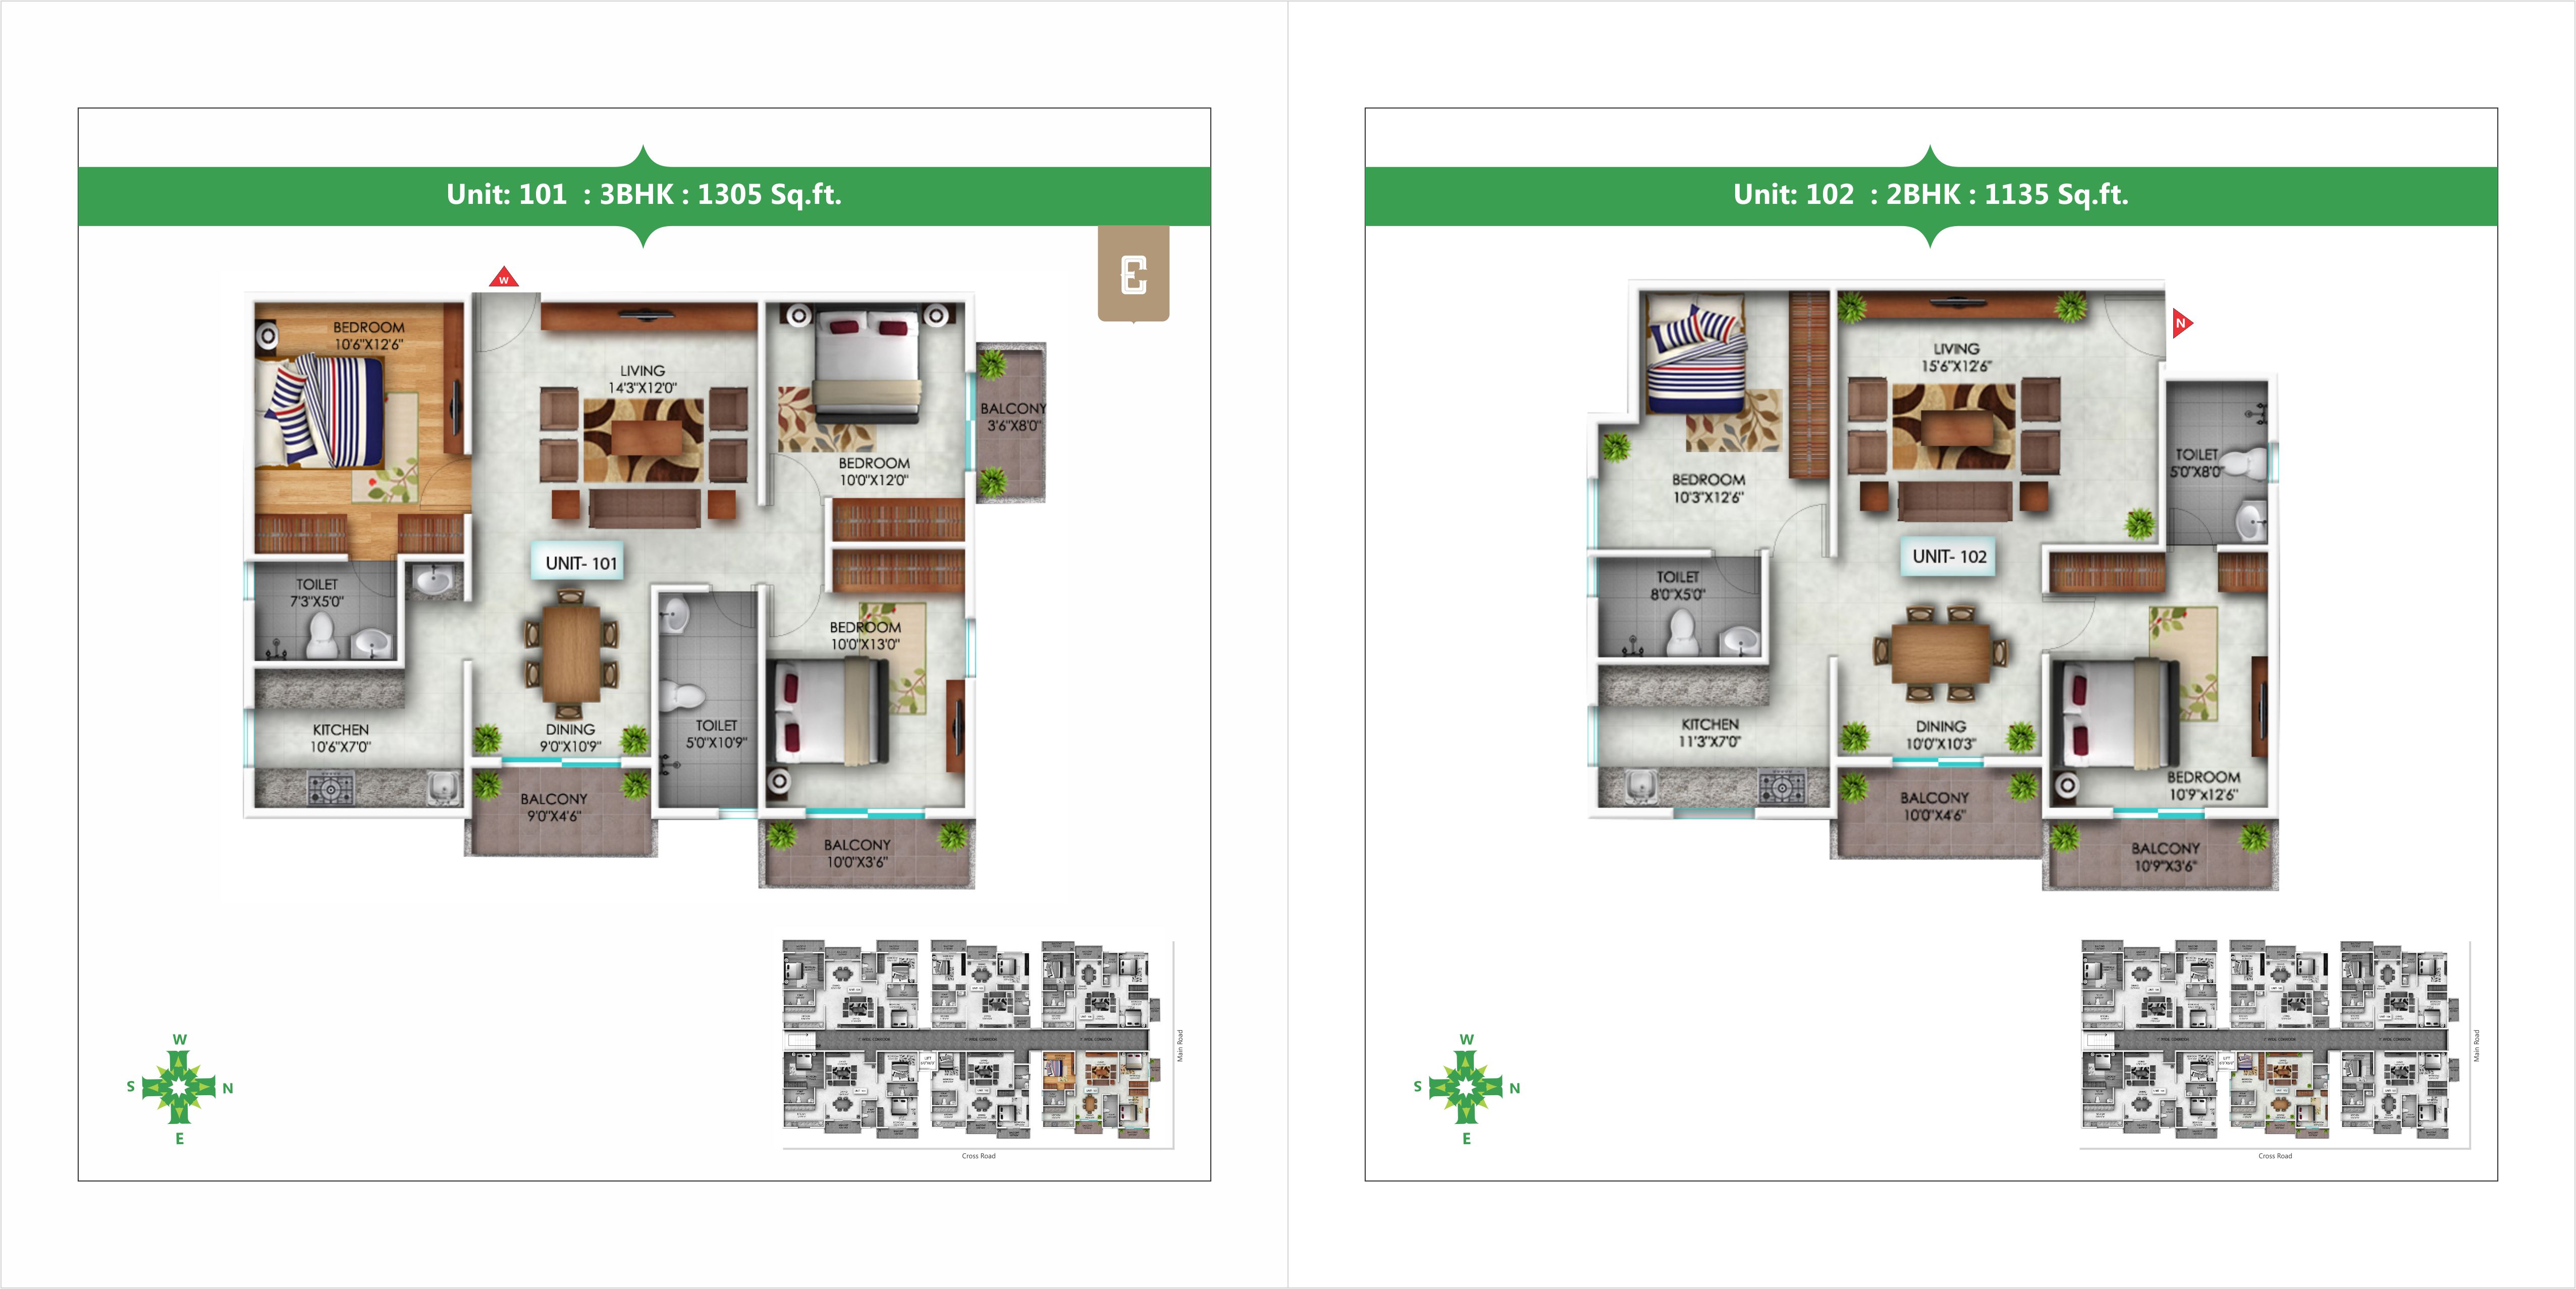 Unit: 101 : 3BHK : 1305 Sq.ft.
E
W
BEDROOM
10'6"X12'6"
LIVING
14'3"X12'0"
BALCONY
3'6"X8'0"
BEDROOM
10'0"X12'0"
UNIT- 101
TOILET
7'3"X5'0"
BEDROOM
10'0"X13'0"
KITCHEN
10'6"X7'0"
DINING
9'0"X10'9"
TOILET
5'0"X10'9"
BALCONY
9'0"X4'6"
BALCONY
10'0"X3'6"
W
S
N
E
Main Road
Cross Road
Unit: 102 : 2BHK : 1135 Sq.ft.
N
LIVING
15'6"X12'6"
TOILET
5'0"X8'0"
BEDROOM
10'3"X12'6"
UNIT- 102
TOILET
8'0"X5'0"
KITCHEN
11'3"X7'0"
DINING
10'0"X10'3"
BEDROOM
10'9"x12'6"
BALCONY
10'0"X4'6"
BALCONY
10'9"X3'6"
W
S
N
E
Main Road
Cross Road